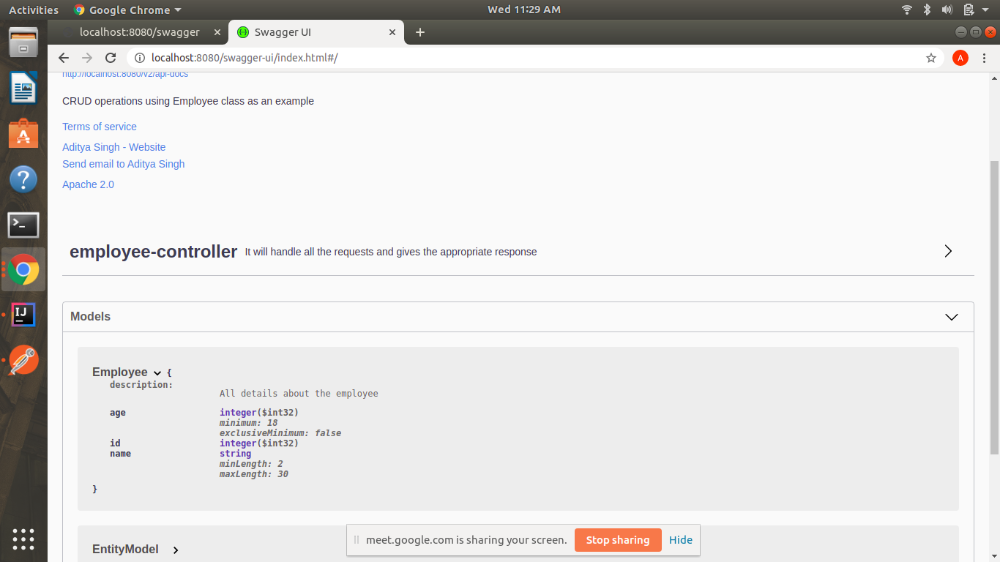 Activities Google Chrome Wed 11:29 AM
localhost:8080/swagger Swagger UI
localhost:8080/swagger-ui/index.html#/ A
http://localhost:8080/v2/api-docs
CRUD operations using Employee class as an example
Terms of service
Aditya Singh - Website
Send email to Aditya Singh
Apache 2.0
employee-controller It will handle all the requests and gives the appropriate response
Models
Employee {
description:
All details about the employee
age integer($int32)
minimum: 18
exclusiveMinimum: false
id integer($int32)
name string
minLength: 2
maxLength: 30
}
EntityModel
meet.google.com is sharing your screen. Stop sharing Hide
IJ